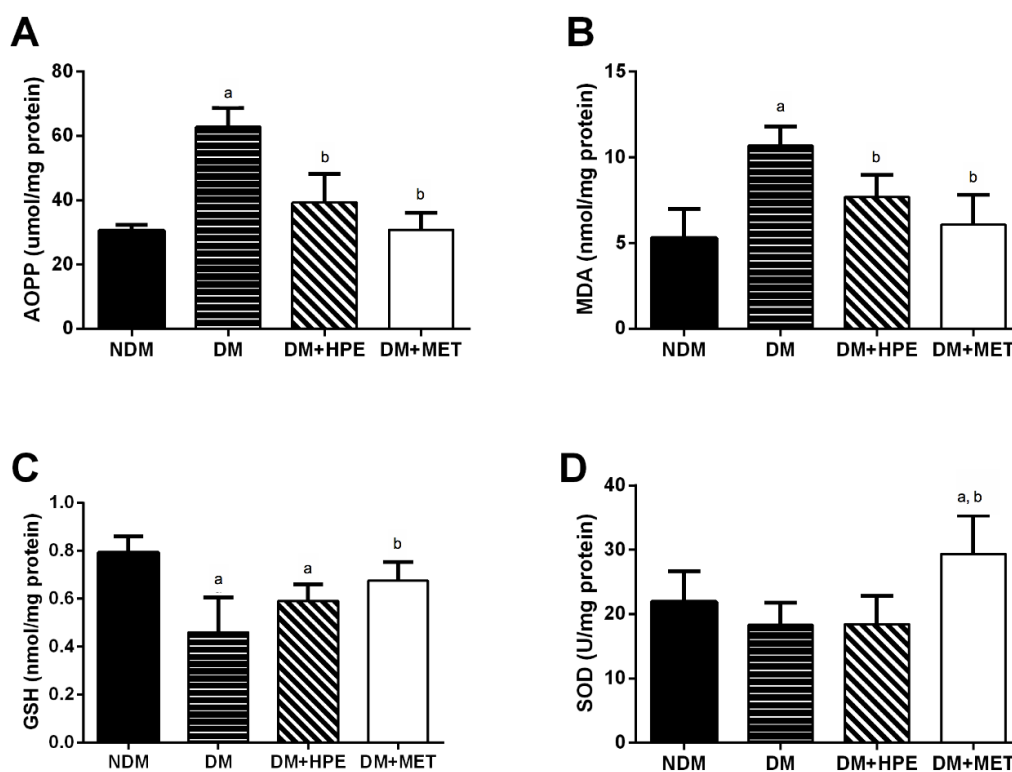 A
AOPP (umol/mg protein)
80
60
40
20
0
a
b
b
NDM DM DM+HPE DM+MET
B
MDA (nmol/mg protein)
15
10
5
0
a
b
b
NDM DM DM+HPE DM+MET
C
GSH (nmol/mg protein)
1.0
0.8
0.6
0.4
0.2
0.0
a
a
b
NDM DM DM+HPE DM+MET
D
SOD (U/mg protein)
40
30
20
10
0
a, b
NDM DM DM+HPE DM+MET